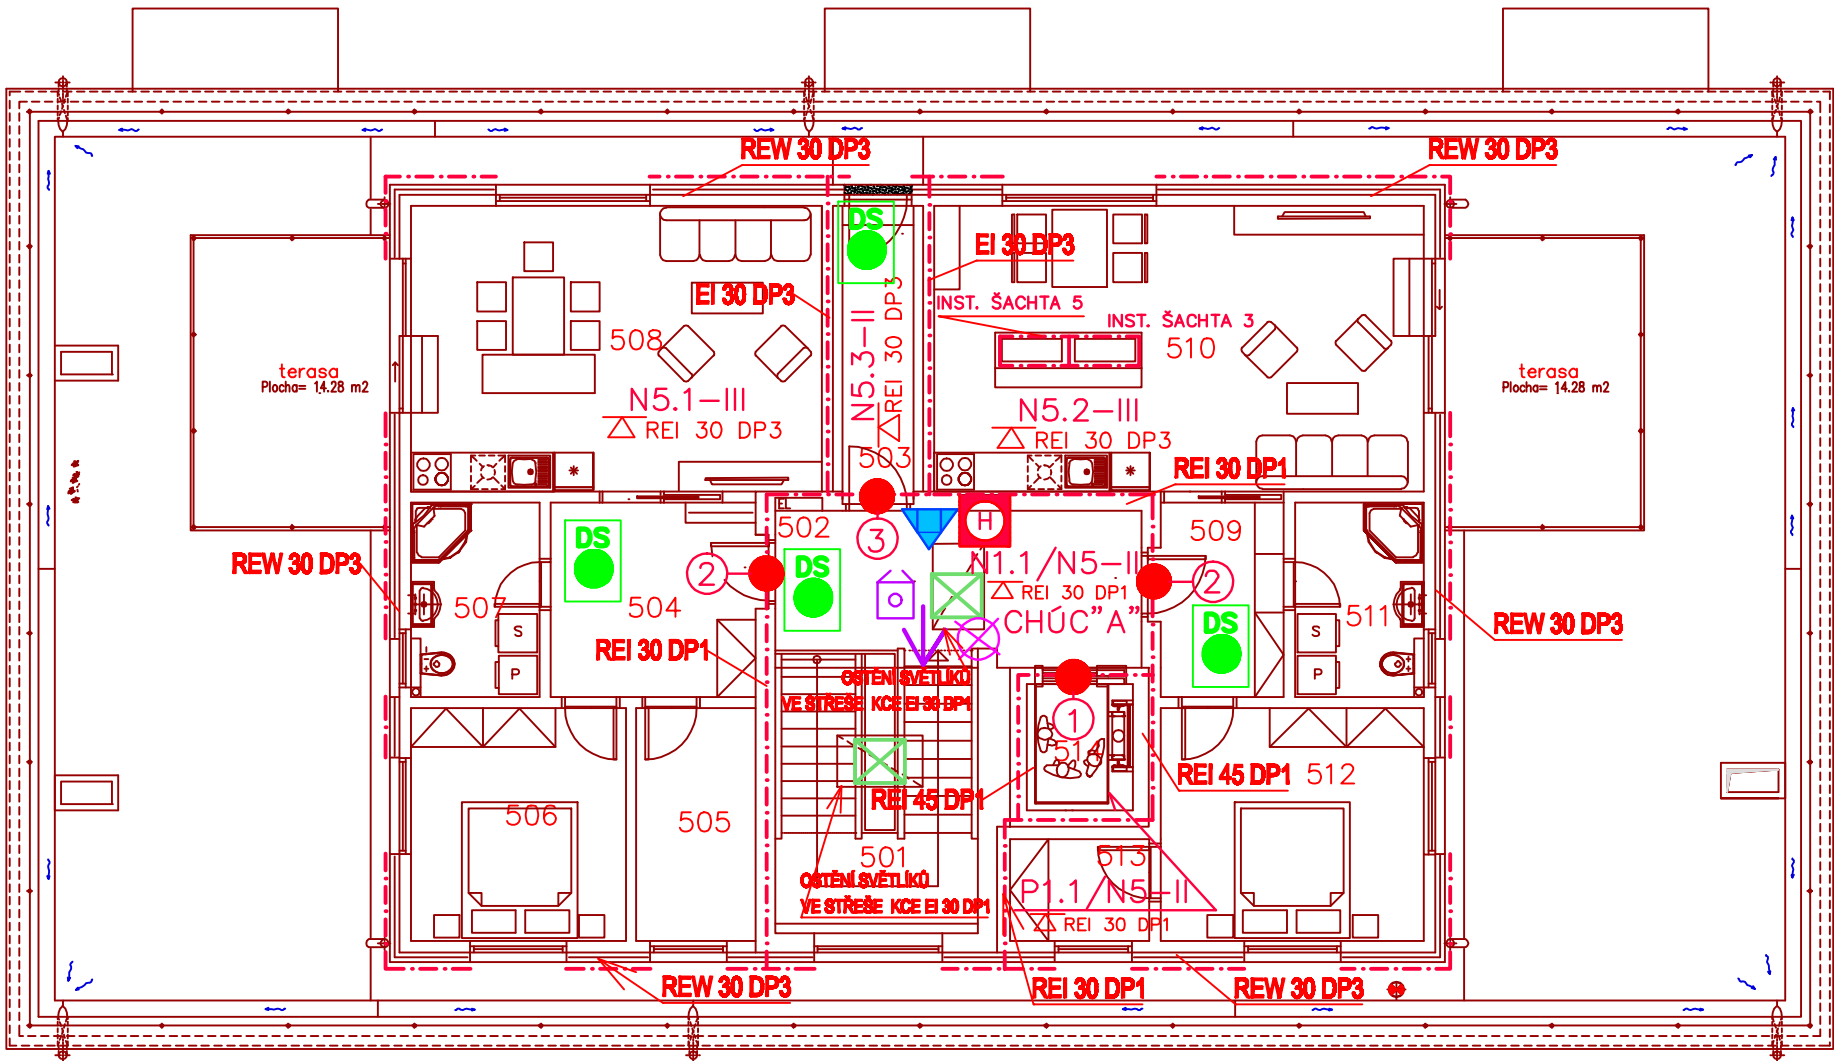 REW 30 DP3
REW 30 DP3
DS
EI 30 DP3
EI 30 DP3
INST. ŠACHTA 5
INST. ŠACHTA 3
508
510
N5.3-II
REI 30 DP3
terasa
Plocha= 14.28 m2
terasa
Plocha= 14.28 m2
N5.1-III
REI 30 DP3
N5.2-III
REI 30 DP3
503
REI 30 DP1
EL
502
H
509
DS
3
REW 30 DP3
DS
2
2
N1.1/N5-II
REI 30 DP1
CHÚC"A"
507
504
511
S
P
DS
S
P
REW 30 DP3
REI 30 DP1
OSTĚNÍ SVĚTLÍKŮ
VE STŘEŠE KCE EI 30 DP1
1
REI 45 DP1
512
REI 45 DP1
506
505
501
513
OSTĚNÍ SVĚTLÍKŮ
VE STŘEŠE KCE EI 30 DP1
P1.1/N5-II
REI 30 DP1
REW 30 DP3
REI 30 DP1
REW 30 DP3